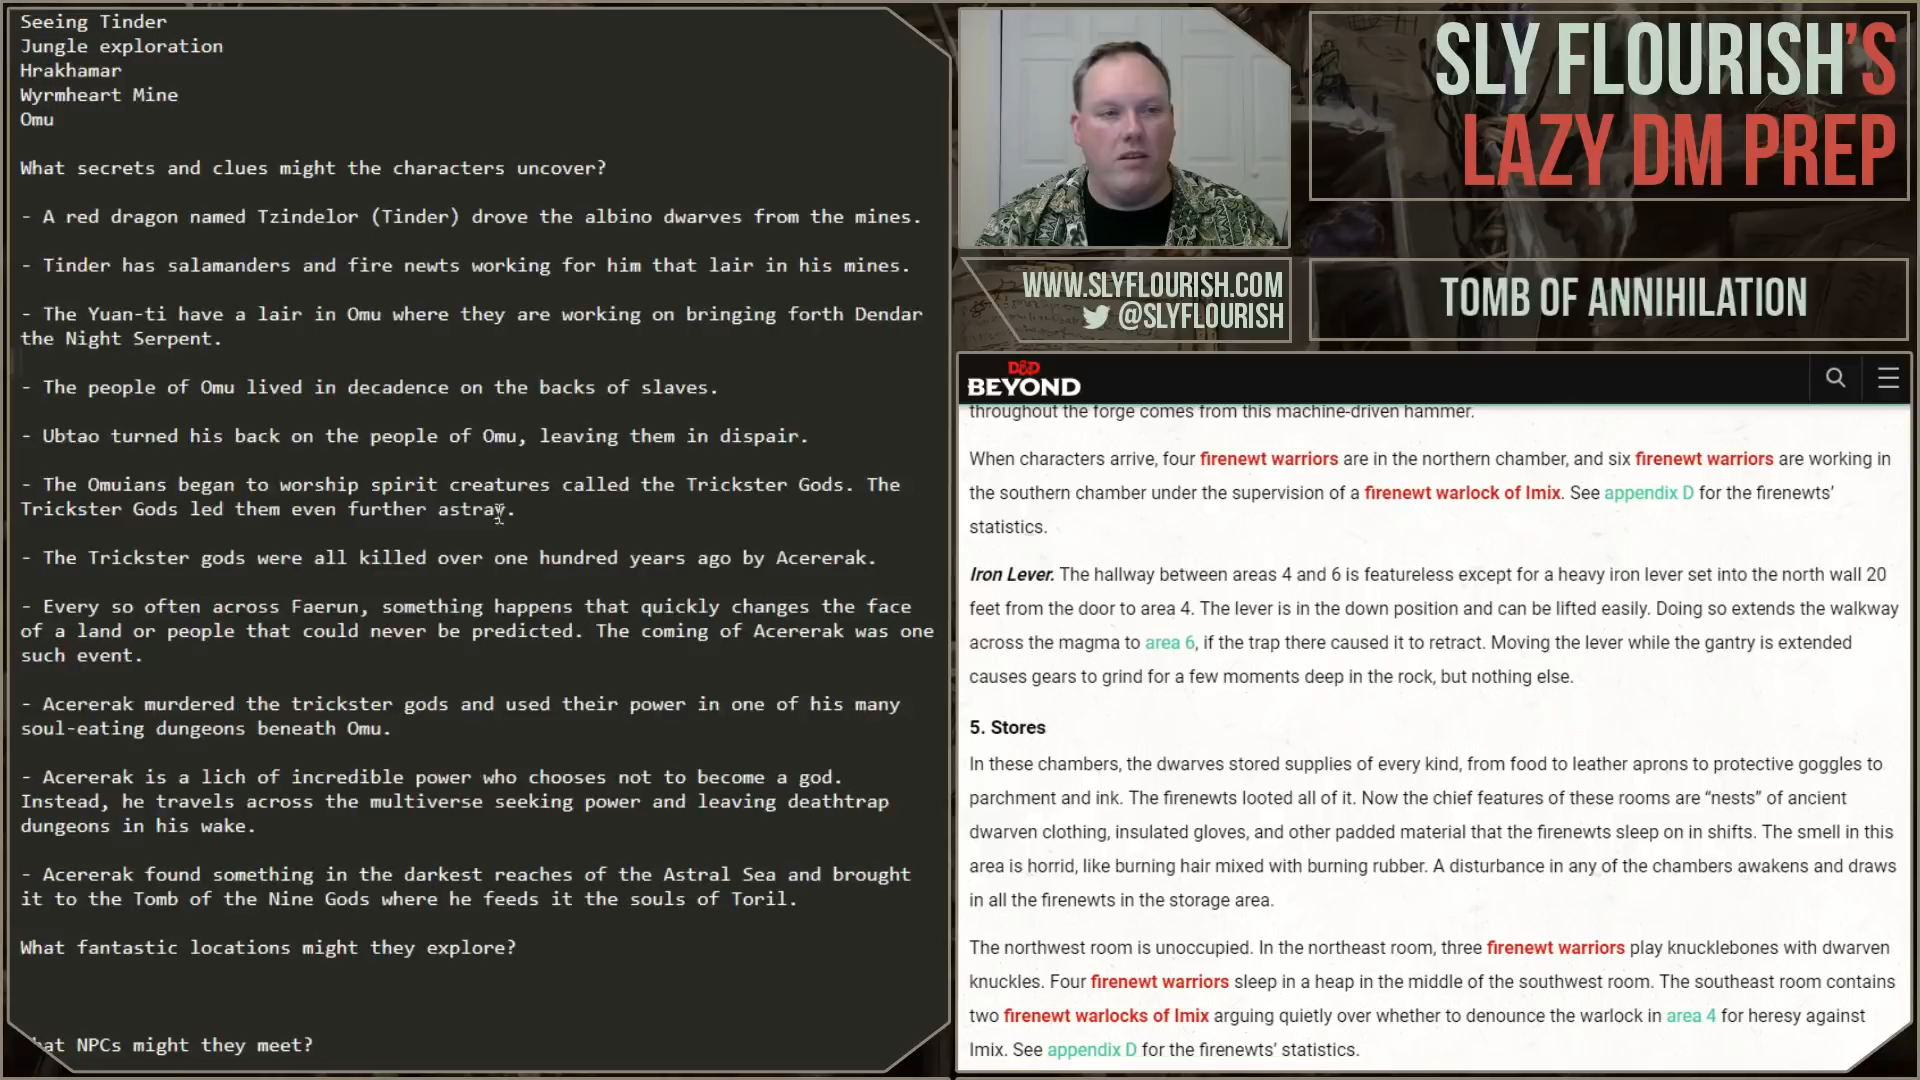 Seeing Tinder
Jungle exploration
Hrakhamar
Wyrmheart Mine
Omu
What secrets and clues might the characters uncover?
- A red dragon named Tzindelor (Tinder) drove the albino dwarves from the mines.
- Tinder has salamanders and fire newts working for him that lair in his mines.
- The Yuan-ti have a lair in Omu where they are working on bringing forth Dendar
the Night Serpent.
- The people of Omu lived in decadence on the backs of slaves.
- Ubtao turned his back on the people of Omu, leaving them in dispair.
- The Omuians began to worship spirit creatures called the Trickster Gods. The
Trickster Gods led them even further astray.
- The Trickster gods were all killed over one hundred years ago by Acererak.
- Every so often across Faerun, something happens that quickly changes the face
of a land or people that could never be predicted. The coming of Acererak was one
such event.
- Acererak murdered the trickster gods and used their power in one of his many
soul-eating dungeons beneath Omu.
- Acererak is a lich of incredible power who chooses not to become a god.
Instead, he travels across the multiverse seeking power and leaving deathtrap
dungeons in his wake.
- Acererak found something in the darkest reaches of the Astral Sea and brought
it to the Tomb of the Nine Gods where he feeds it the souls of Toril.
What fantastic locations might they explore?
at NPCs might they meet?
SLY FLOURISH'S
LAZY DM PREP
WWW.SLYFLOURISH.COM
@SLYFLOURISH
TOMB OF ANNIHILATION
D&D
BEYOND
throughout the forge comes from this machine-driven hammer.
When characters arrive, four firenewt warriors are in the northern chamber, and six firenewt warriors are working in
the southern chamber under the supervision of a firenewt warlock of Imix. See appendix D for the firenewts’
statistics.
Iron Lever. The hallway between areas 4 and 6 is featureless except for a heavy iron lever set into the north wall 20
feet from the door to area 4. The lever is in the down position and can be lifted easily. Doing so extends the walkway
across the magma to area 6, if the trap there caused it to retract. Moving the lever while the gantry is extended
causes gears to grind for a few moments deep in the rock, but nothing else.
5. Stores
In these chambers, the dwarves stored supplies of every kind, from food to leather aprons to protective goggles to
parchment and ink. The firenewts looted all of it. Now the chief features of these rooms are “nests” of ancient
dwarven clothing, insulated gloves, and other padded material that the firenewts sleep on in shifts. The smell in this
area is horrid, like burning hair mixed with burning rubber. A disturbance in any of the chambers awakens and draws
in all the firenewts in the storage area.
The northwest room is unoccupied. In the northeast room, three firenewt warriors play knucklebones with dwarven
knuckles. Four firenewt warriors sleep in a heap in the middle of the southwest room. The southeast room contains
two firenewt warlocks of Imix arguing quietly over whether to denounce the warlock in area 4 for heresy against
Imix. See appendix D for the firenewts’ statistics.